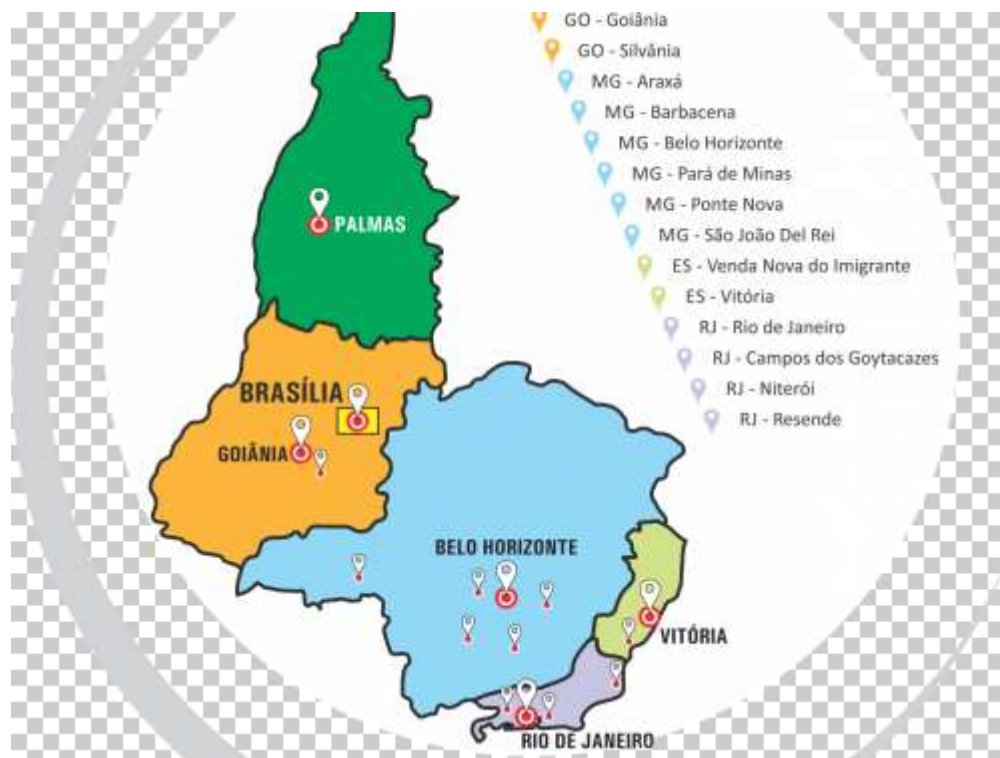 GO - Goiânia
GO - Silvânia
MG - Araxá
MG - Barbacena
MG - Belo Horizonte
MG - Pará de Minas
MG - Ponte Nova
MG - São João Del Rei
ES - Venda Nova do Imigrante
ES - Vitória
RJ - Rio de Janeiro
RJ - Campos dos Goytacazes
RJ - Niterói
RJ - Resende
PALMAS
BRASÍLIA
GOIÂNIA
BELO HORIZONTE
VITÓRIA
RIO DE JANEIRO